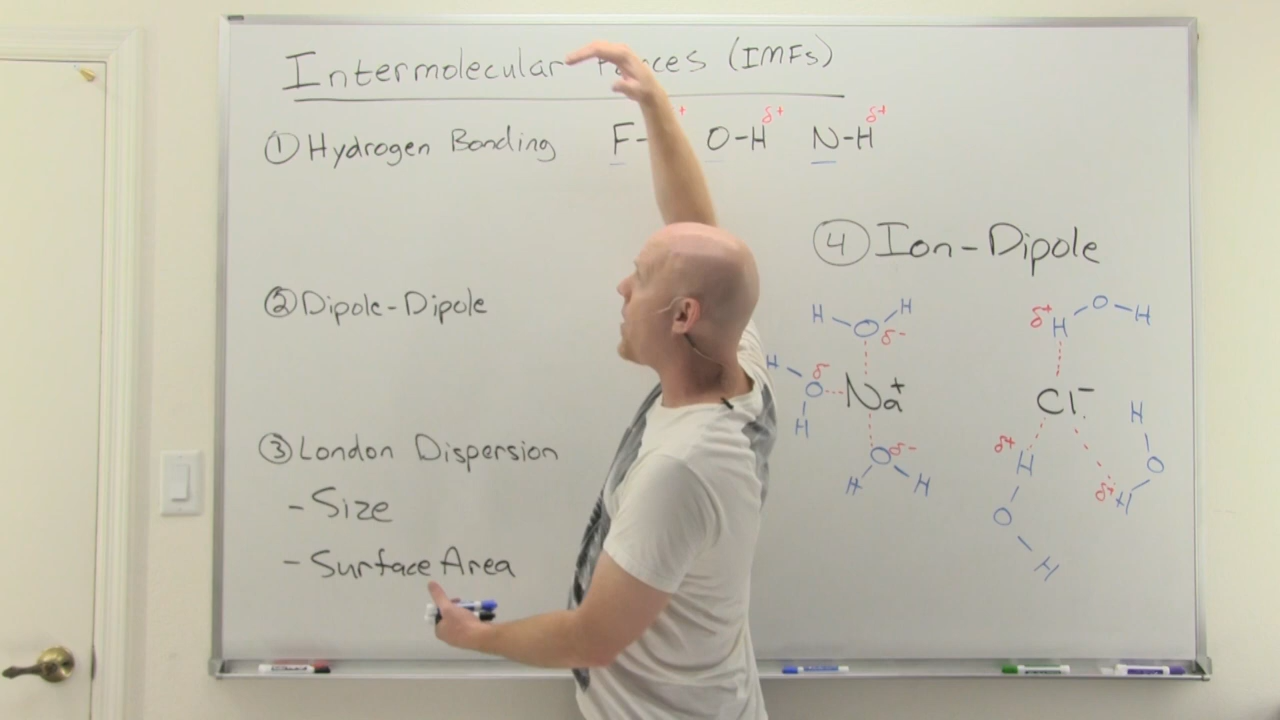 Intermolecular Forces (IMFs)
① Hydrogen Bonding F- O-H δ+ N-H δ+
④ Ion-Dipole
② Dipole-Dipole
H O H δ-
H O H δ-
Na+
O δ-
H H
δ+ H O H
Cl-
δ+ H O H
δ+ H O H
③ London Dispersion
- Size
- Surface Area